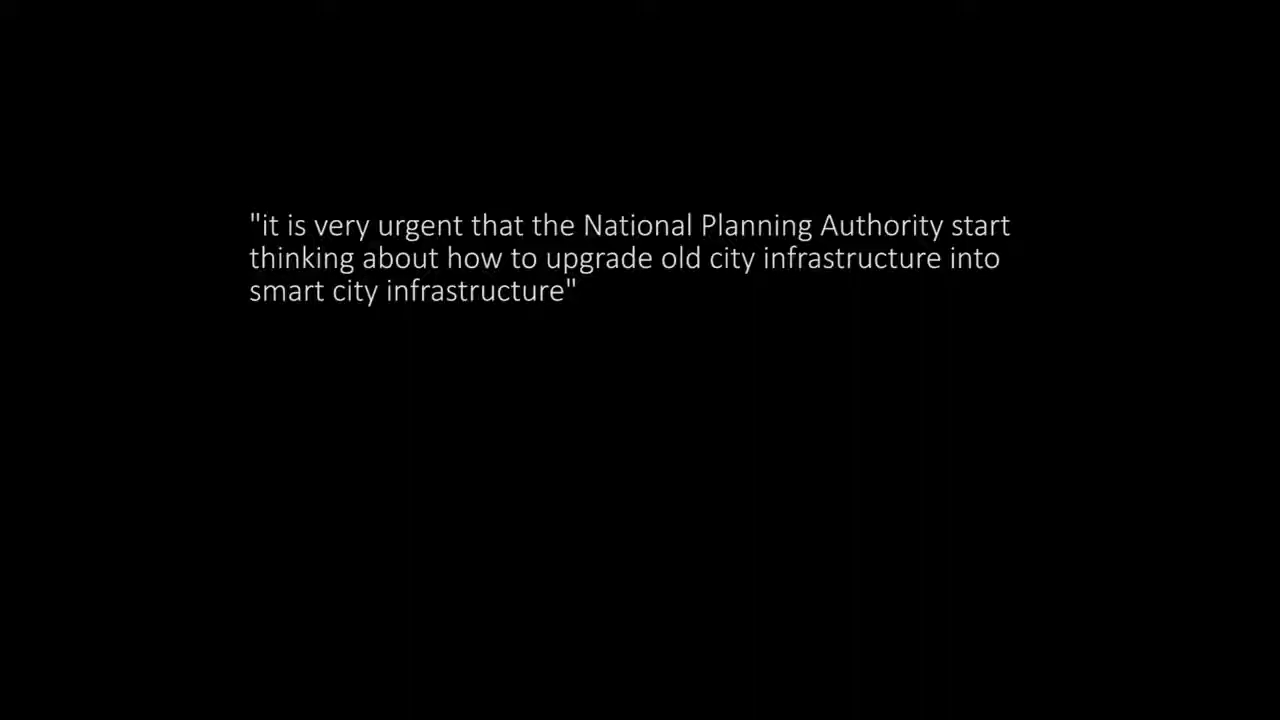 "it is very urgent that the National Planning Authority start
thinking about how to upgrade old city infrastructure into
smart city infrastructure"